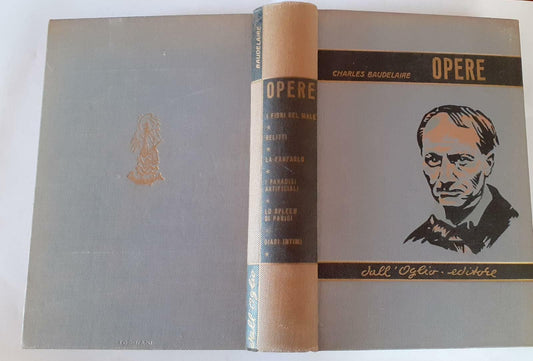 CHARLES BAUDELAIRE OPERE
dall'Oglio · editore
BAUDELAIRE
OPERE
I FIORI DEL MALE
RELITTI
LA FANFARLO
I PARADISI
ARTIFICIALI
LO SPLEEN
DI PARIGI
DIARI INTIMI
dall'Oglio